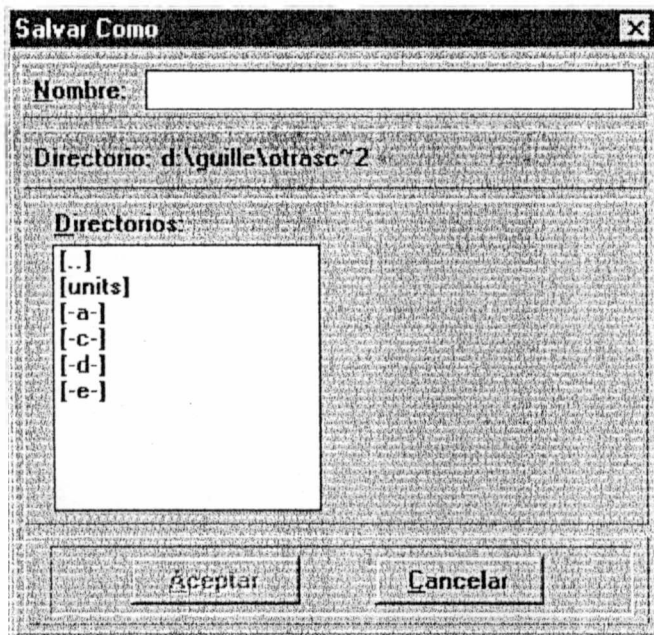 Salvar Como
Nombre:
Directorio: d:\guille\otrasc~2
Directorios:
[..]
[units]
[-a-]
[-c-]
[-d-]
[-e-]
Aceptar Cancelar